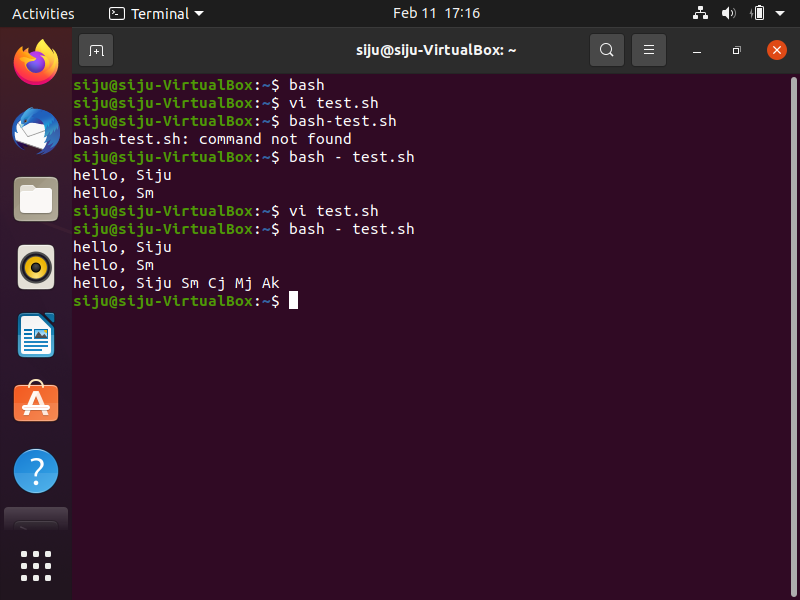 Activities Terminal Feb 11 17:16
siju@siju-VirtualBox: ~
siju@siju-VirtualBox:~$ bash
siju@siju-VirtualBox:~$ vi test.sh
siju@siju-VirtualBox:~$ bash-test.sh
bash-test.sh: command not found
siju@siju-VirtualBox:~$ bash - test.sh
hello, Siju
hello, Sm
siju@siju-VirtualBox:~$ vi test.sh
siju@siju-VirtualBox:~$ bash - test.sh
hello, Siju
hello, Sm
hello, Siju Sm Cj Mj Ak
siju@siju-VirtualBox:~$